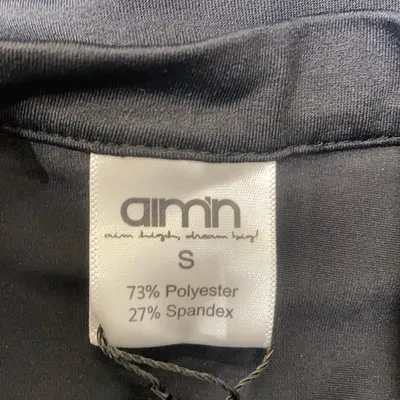 aim'n
aim high, dream big!
S
73% Polyester
27% Spandex